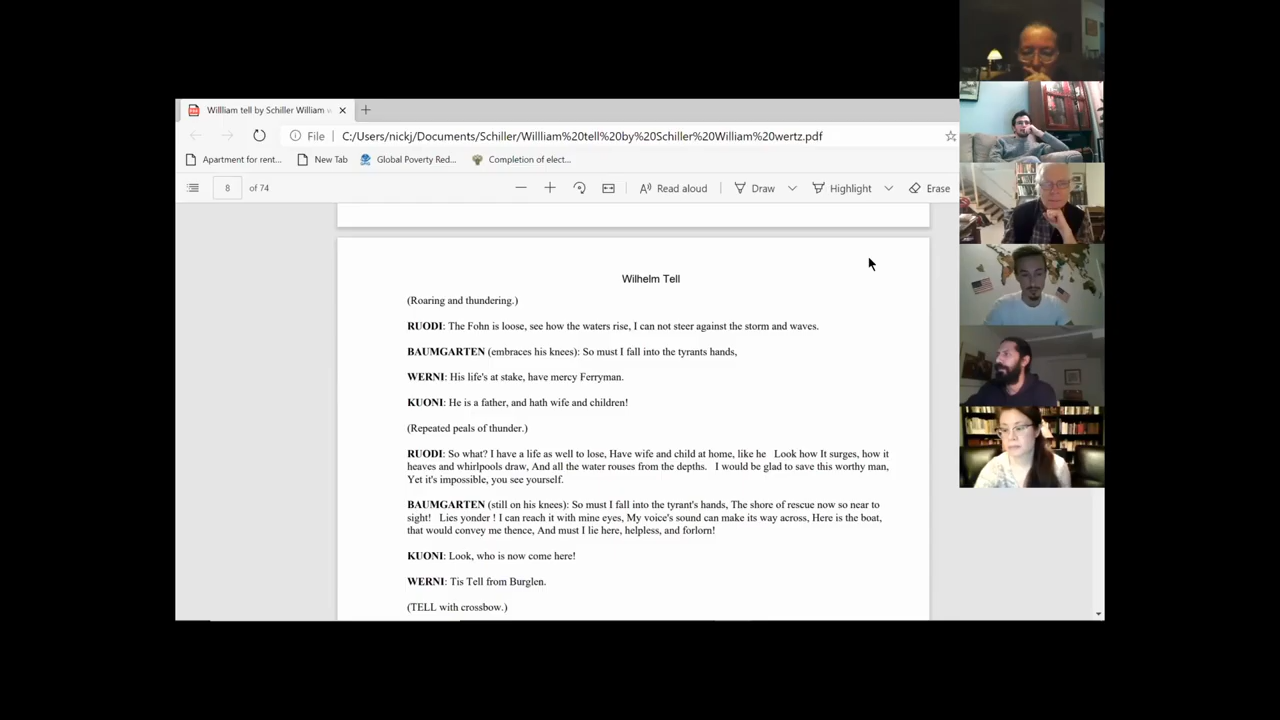 Willliam tell by Schiller William w
File C:/Users/nickj/Documents/Schiller/Willliam%20tell%20by%20Schiller%20William%20wertz.pdf
Apartment for rent... New Tab Global Poverty Red... Completion of elect...
8 of 74 Read aloud Draw Highlight Erase
Wilhelm Tell
(Roaring and thundering.)
RUODI: The Fohn is loose, see how the waters rise, I can not steer against the storm and waves.
BAUMGARTEN (embraces his knees): So must I fall into the tyrants hands,
WERNI: His life's at stake, have mercy Ferryman.
KUONI: He is a father, and hath wife and children!
(Repeated peals of thunder.)
RUODI: So what? I have a life as well to lose, Have wife and child at home, like he Look how It surges, how it
heaves and whirlpools draw, And all the water rouses from the depths. I would be glad to save this worthy man,
Yet it's impossible, you see yourself.
BAUMGARTEN (still on his knees): So must I fall into the tyrant's hands, The shore of rescue now so near to
sight! Lies yonder ! I can reach it with mine eyes, My voice's sound can make its way across, Here is the boat,
that would convey me thence, And must I lie here, helpless, and forlorn!
KUONI: Look, who is now come here!
WERNI: Tis Tell from Burglen.
(TELL with crossbow.)